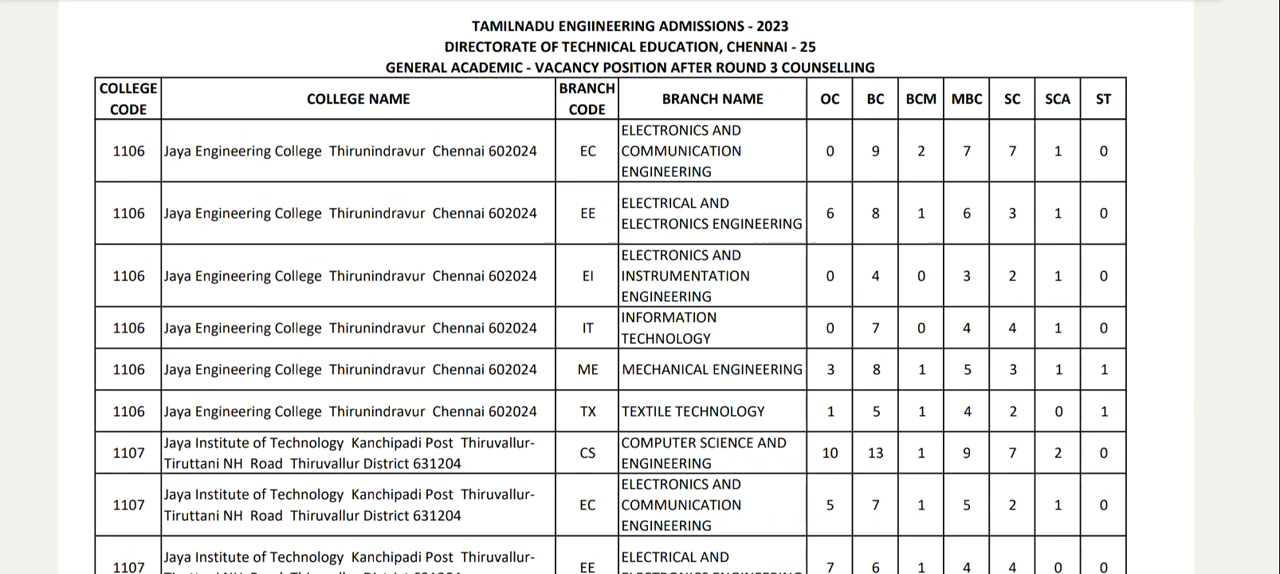 TAMILNADU ENGIINEERING ADMISSIONS - 2023
DIRECTORATE OF TECHNICAL EDUCATION, CHENNAI - 25
GENERAL ACADEMIC - VACANCY POSITION AFTER ROUND 3 COUNSELLING
COLLEGE CODE COLLEGE NAME BRANCH CODE BRANCH NAME OC BC BCM MBC SC SCA ST
1106 Jaya Engineering College Thirunindravur Chennai 602024 EC ELECTRONICS AND COMMUNICATION ENGINEERING 0 9 2 7 7 1 0
1106 Jaya Engineering College Thirunindravur Chennai 602024 EE ELECTRICAL AND ELECTRONICS ENGINEERING 6 8 1 6 3 1 0
1106 Jaya Engineering College Thirunindravur Chennai 602024 EI ELECTRONICS AND INSTRUMENTATION ENGINEERING 0 4 0 3 2 1 0
1106 Jaya Engineering College Thirunindravur Chennai 602024 IT INFORMATION TECHNOLOGY 0 7 0 4 4 1 0
1106 Jaya Engineering College Thirunindravur Chennai 602024 ME MECHANICAL ENGINEERING 3 8 1 5 3 1 1
1106 Jaya Engineering College Thirunindravur Chennai 602024 TX TEXTILE TECHNOLOGY 1 5 1 4 2 0 1
1107 Jaya Institute of Technology Kanchipadi Post Thiruvallur-Tiruttani NH Road Thiruvallur District 631204 CS COMPUTER SCIENCE AND ENGINEERING 10 13 1 9 7 2 0
1107 Jaya Institute of Technology Kanchipadi Post Thiruvallur-Tiruttani NH Road Thiruvallur District 631204 EC ELECTRONICS AND COMMUNICATION ENGINEERING 5 7 1 5 2 1 0
1107 Jaya Institute of Technology Kanchipadi Post Thiruvallur- EE ELECTRICAL AND 7 6 1 4 4 0 0